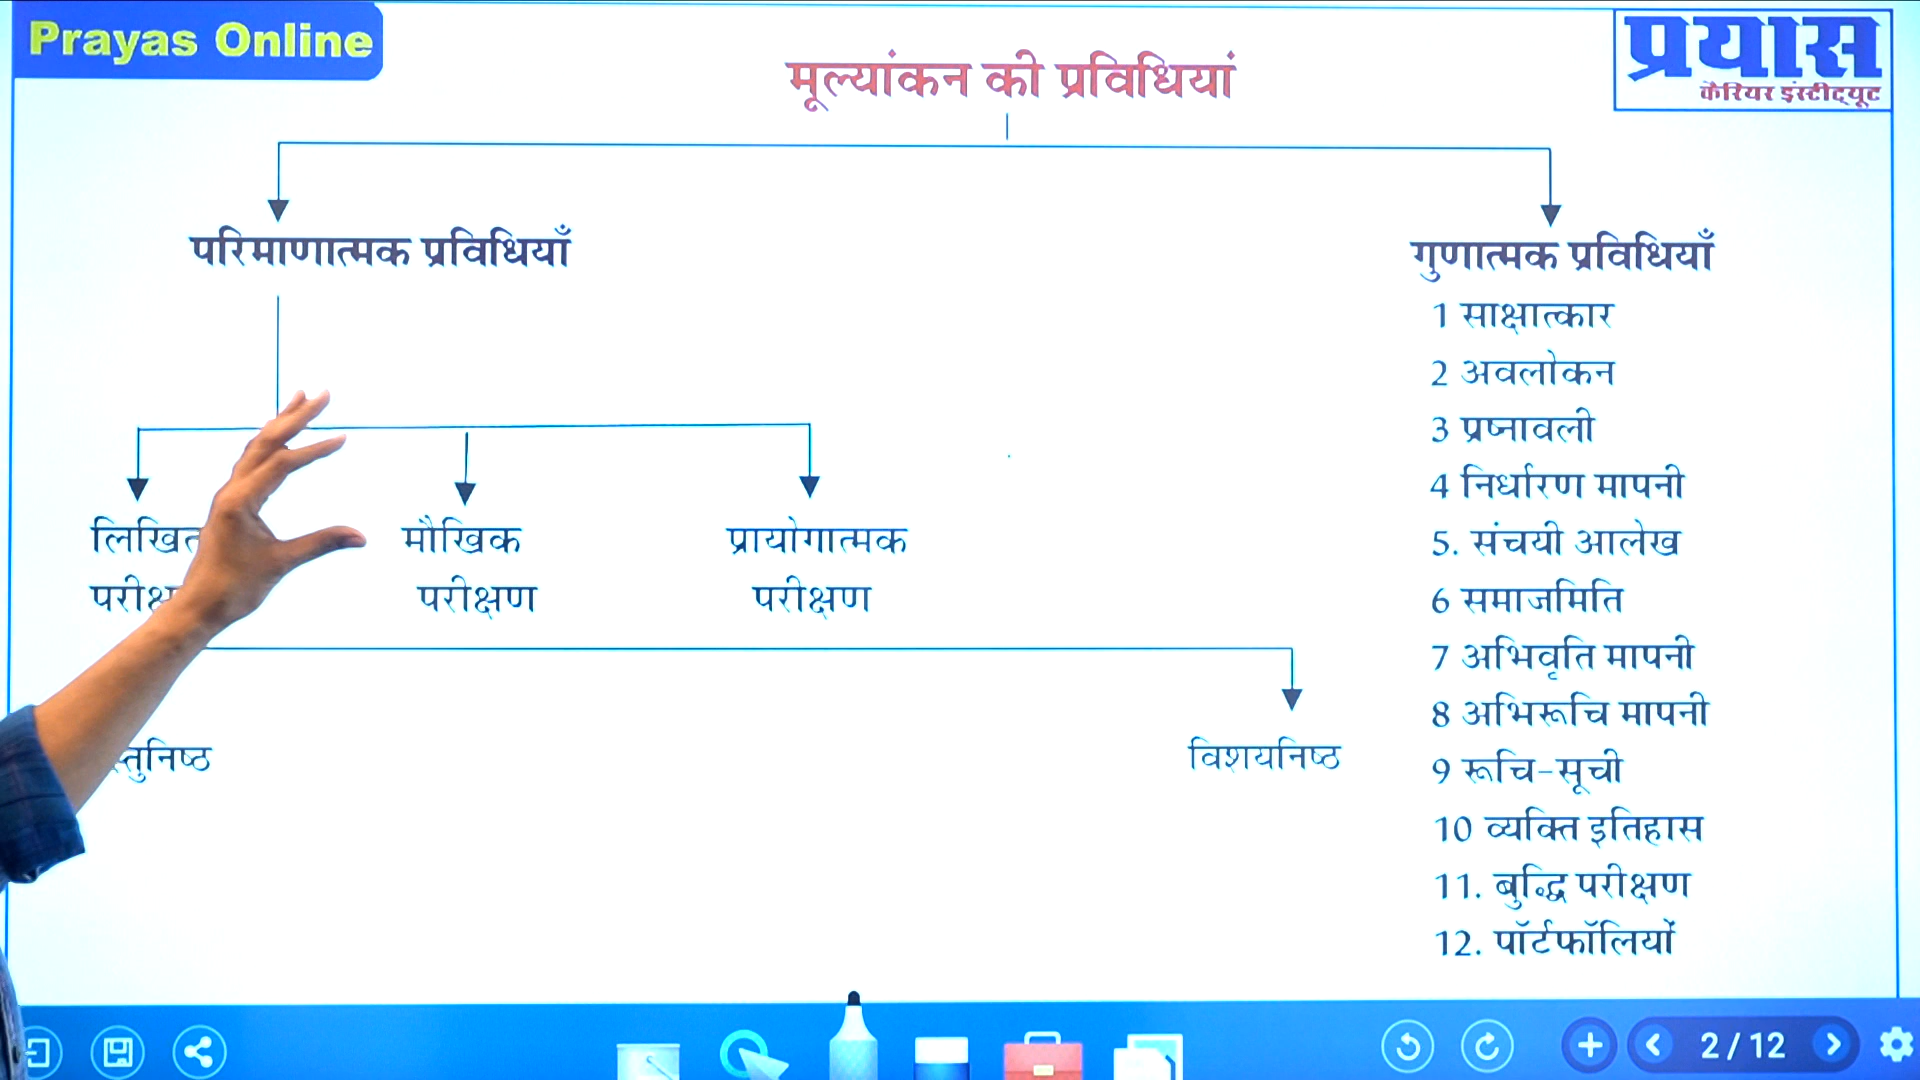 Prayas Online
प्रयास
केरियर इंस्टीट्यूट
मूल्यांकन की प्रविधियां
परिमाणात्मक प्रविधियाँ
लिखित मौखिक प्रायोगात्मक
परीक्षण परीक्षण
विशयनिष्ठ
गुणात्मक प्रविधियाँ
1 साक्षात्कार
2 अवलोकन
3 प्रष्नावली
4 निर्धारण मापनी
5. संचयी आलेख
6 समाजमिति
7 अभिवृति मापनी
8 अभिरूचि मापनी
9 रूचि-सूची
10 व्यक्ति इतिहास
11. बुद्धि परीक्षण
12. पॉर्टफॉलियों
2 / 12